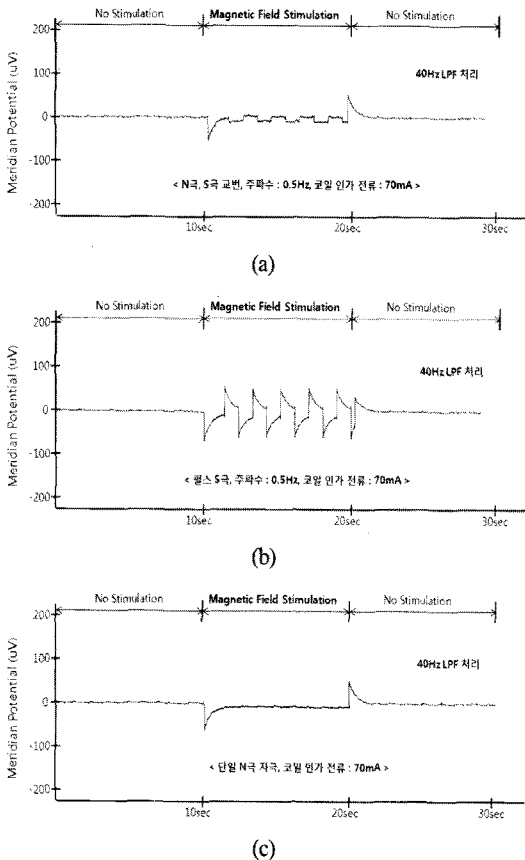 No Stimulation Magnetic Field Stimulation No Stimulation
Meridian Potential (uV)
200
100
0
-100
-200
40Hz LPF 처리
< N극, S극 교번, 주파수 : 0.5Hz, 코일 인가 전류 : 70mA >
10sec 20sec 30sec
(a)
No Stimulation Magnetic Field Stimulation No Stimulation
Meridian Potential (uV)
200
100
0
-100
-200
40Hz LPF 처리
< 펄스 S극, 주파수 : 0.5Hz, 코일 인가 전류 : 70mA >
10sec 20sec 30sec
(b)
No Stimulation Magnetic Field Stimulation No Stimulation
Meridian Potential (uV)
200
100
0
-100
-200
40Hz LPF 처리
< 단일 N극 자극, 코일 인가 전류 : 70mA >
10sec 20sec 30sec
(c)